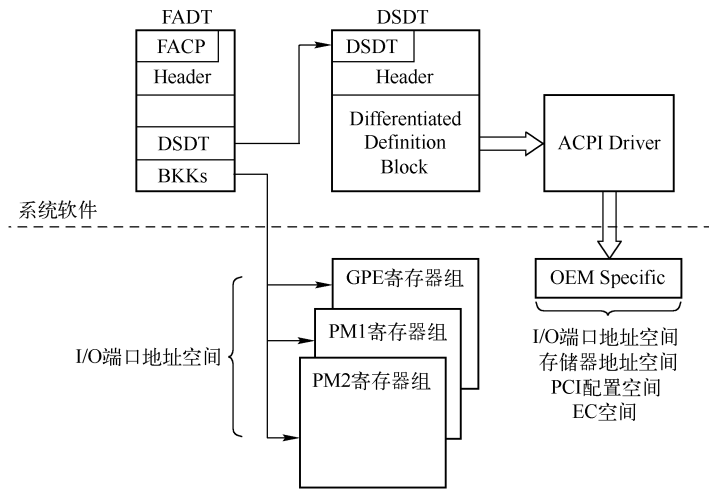 FADT
FACP
Header
DSDT
BKKs
DSDT
DSDT
Header
Differentiated
Definition
Block
ACPI Driver
系统软件
I/O端口地址空间
GPE寄存器组
PM1寄存器组
PM2寄存器组
OEM Specific
I/O端口地址空间
存储器地址空间
PCI配置空间
EC空间